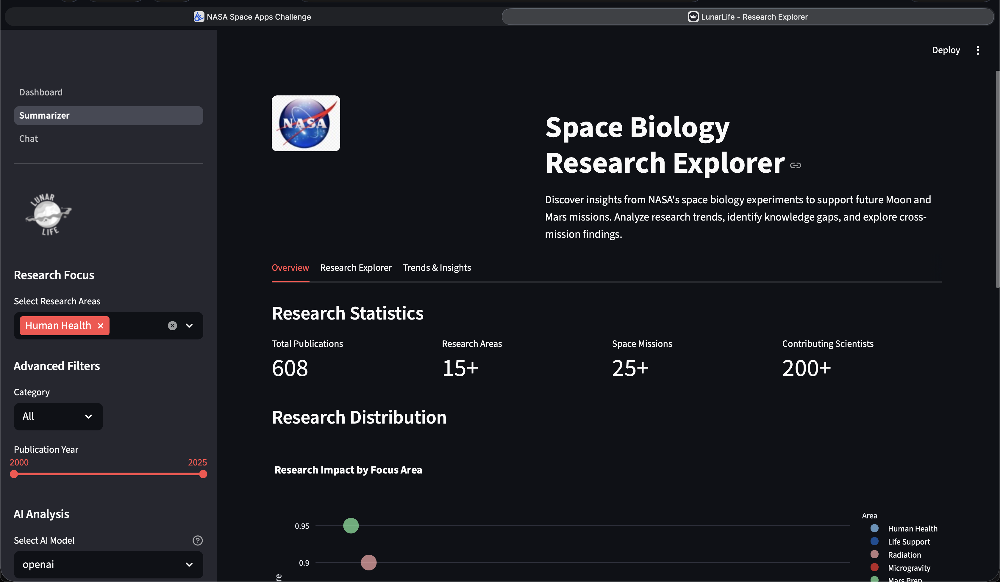 NASA Space Apps Challenge
LunarLife - Research Explorer
Deploy
Dashboard
Summarizer
Chat
LUNAR
LIFE
Research Focus
Select Research Areas
Human Health
Advanced Filters
Category
All
Publication Year
2000 2025
AI Analysis
Select AI Model
openai
NASA
Space Biology
Research Explorer
Discover insights from NASA's space biology experiments to support future Moon and
Mars missions. Analyze research trends, identify knowledge gaps, and explore cross-
mission findings.
Overview Research Explorer Trends & Insights
Research Statistics
Total Publications
608
Research Areas
15+
Space Missions
25+
Contributing Scientists
200+
Research Distribution
Research Impact by Focus Area
0.95
0.9
re
Area
Human Health
Life Support
Radiation
Microgravity
Mars Prep